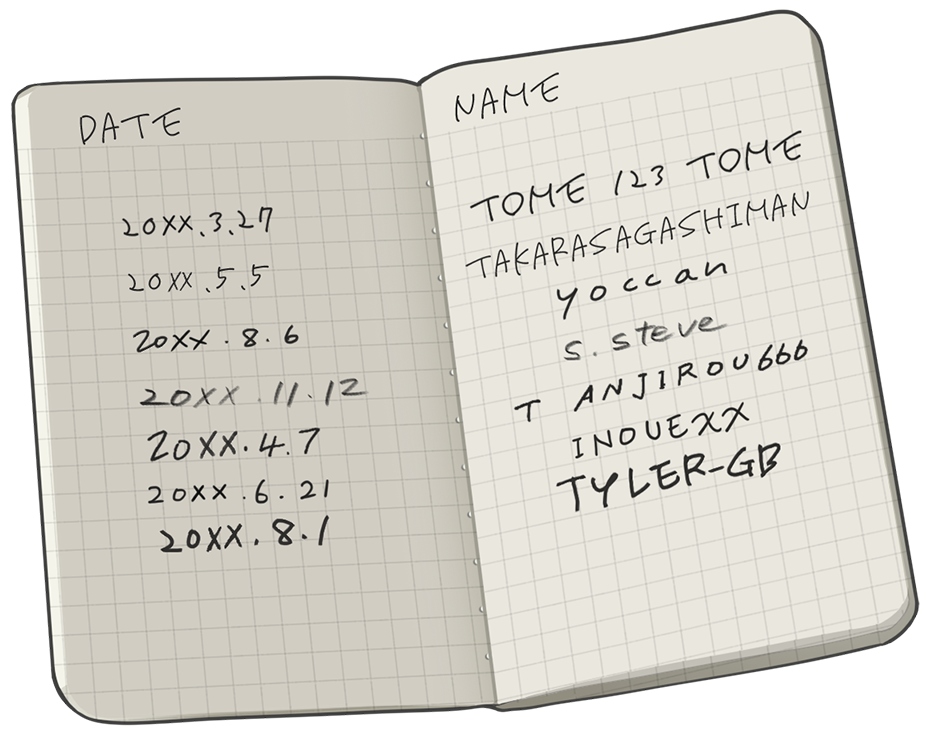 DATE
20XX.3.27
20XX.5.5
20XX.8.6
20XX.11.12
20XX.4.7
20XX.6.21
20XX.8.1
NAME
TOME 123 TOME
TAKARASAGASHIMAN
yoccan
s.steve
T ANJIROU666
INOUEXX
TYLER-GB